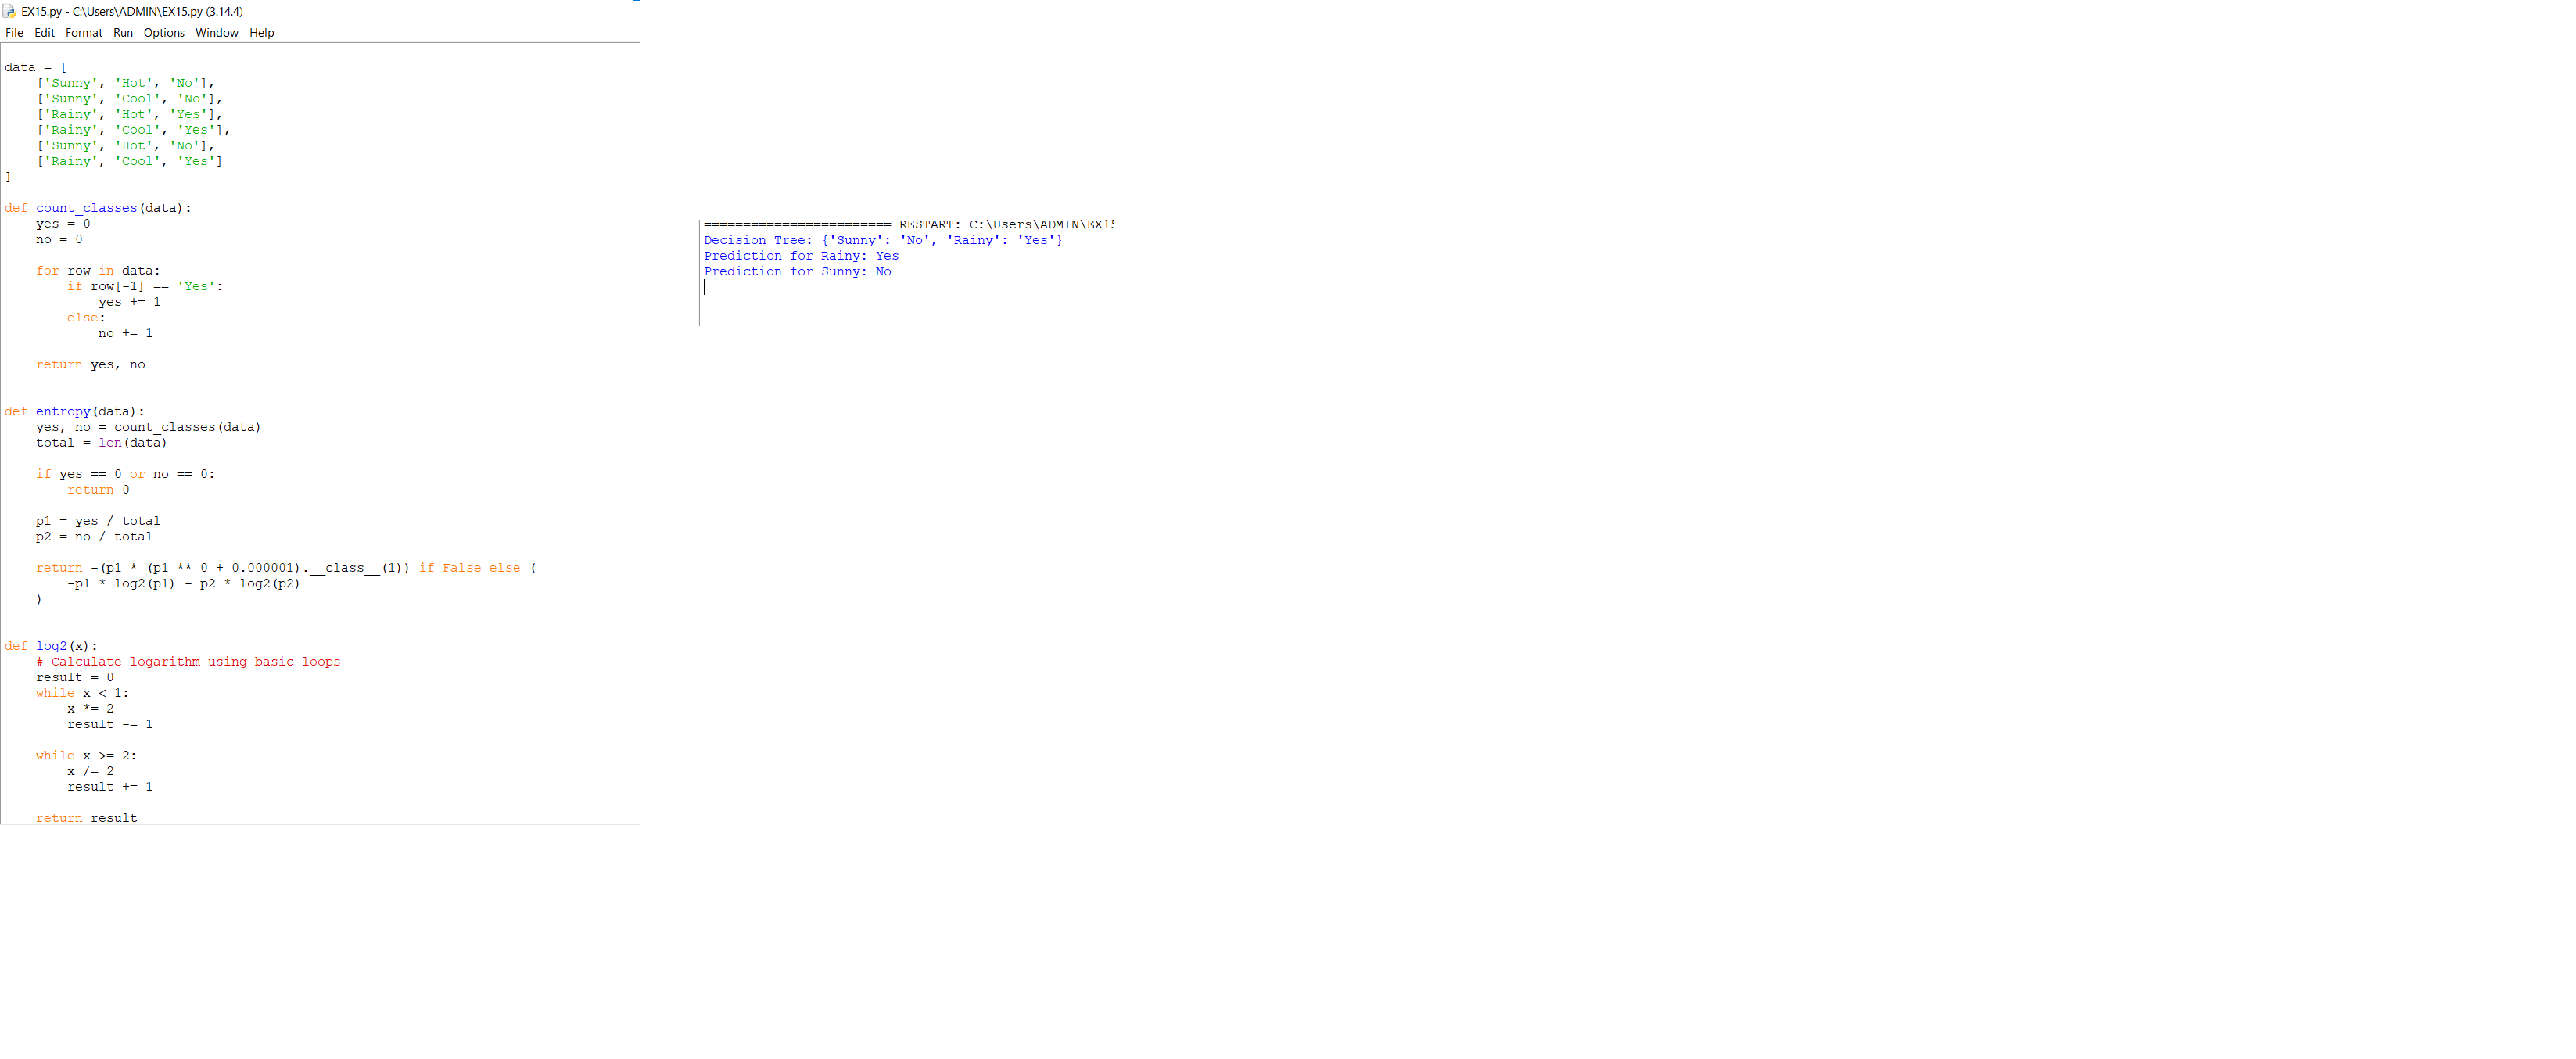 EX15.py - C:\Users\ADMIN\EX15.py (3.14.4)
File Edit Format Run Options Window Help
data = [
    ['Sunny', 'Hot', 'No'],
    ['Sunny', 'Cool', 'No'],
    ['Rainy', 'Hot', 'Yes'],
    ['Rainy', 'Cool', 'Yes'],
    ['Sunny', 'Hot', 'No'],
    ['Rainy', 'Cool', 'Yes']
]
def count_classes(data):
    yes = 0
    no = 0
    for row in data:
        if row[-1] == 'Yes':
            yes += 1
        else:
            no += 1
    return yes, no
def entropy(data):
    yes, no = count_classes(data)
    total = len(data)
    if yes == 0 or no == 0:
        return 0
    p1 = yes / total
    p2 = no / total
    return -(p1 * (p1 ** 0 + 0.000001).__class__(1)) if False else (
        -p1 * log2(p1) - p2 * log2(p2)
    )
def log2(x):
    # Calculate logarithm using basic loops
    result = 0
    while x < 1:
        x *= 2
        result -= 1
    while x >= 2:
        x /= 2
        result += 1
    return result
======================== RESTART: C:\Users\ADMIN\EX15
Decision Tree: {'Sunny': 'No', 'Rainy': 'Yes'}
Prediction for Rainy: Yes
Prediction for Sunny: No